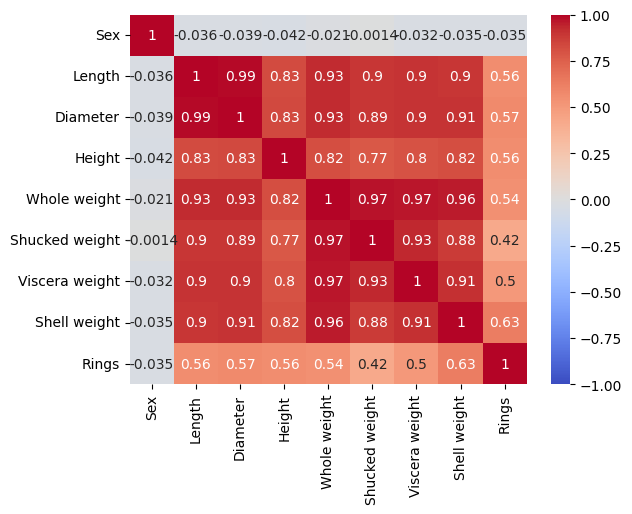 Sex 1 -0.036 -0.039 -0.042 -0.021 -0.0014 -0.032 -0.035 -0.035
Length -0.036 1 0.99 0.83 0.93 0.9 0.9 0.9 0.56
Diameter -0.039 0.99 1 0.83 0.93 0.89 0.9 0.91 0.57
Height -0.042 0.83 0.83 1 0.82 0.77 0.8 0.82 0.56
Whole weight -0.021 0.93 0.93 0.82 1 0.97 0.97 0.96 0.54
Shucked weight -0.0014 0.9 0.89 0.77 0.97 1 0.93 0.88 0.42
Viscera weight -0.032 0.9 0.9 0.8 0.97 0.93 1 0.91 0.5
Shell weight -0.035 0.9 0.91 0.82 0.96 0.88 0.91 1 0.63
Rings -0.035 0.56 0.57 0.56 0.54 0.42 0.5 0.63 1
Sex
Length
Diameter
Height
Whole weight
Shucked weight
Viscera weight
Shell weight
Rings
1.00
0.75
0.50
0.25
0.00
−0.25
−0.50
−0.75
−1.00